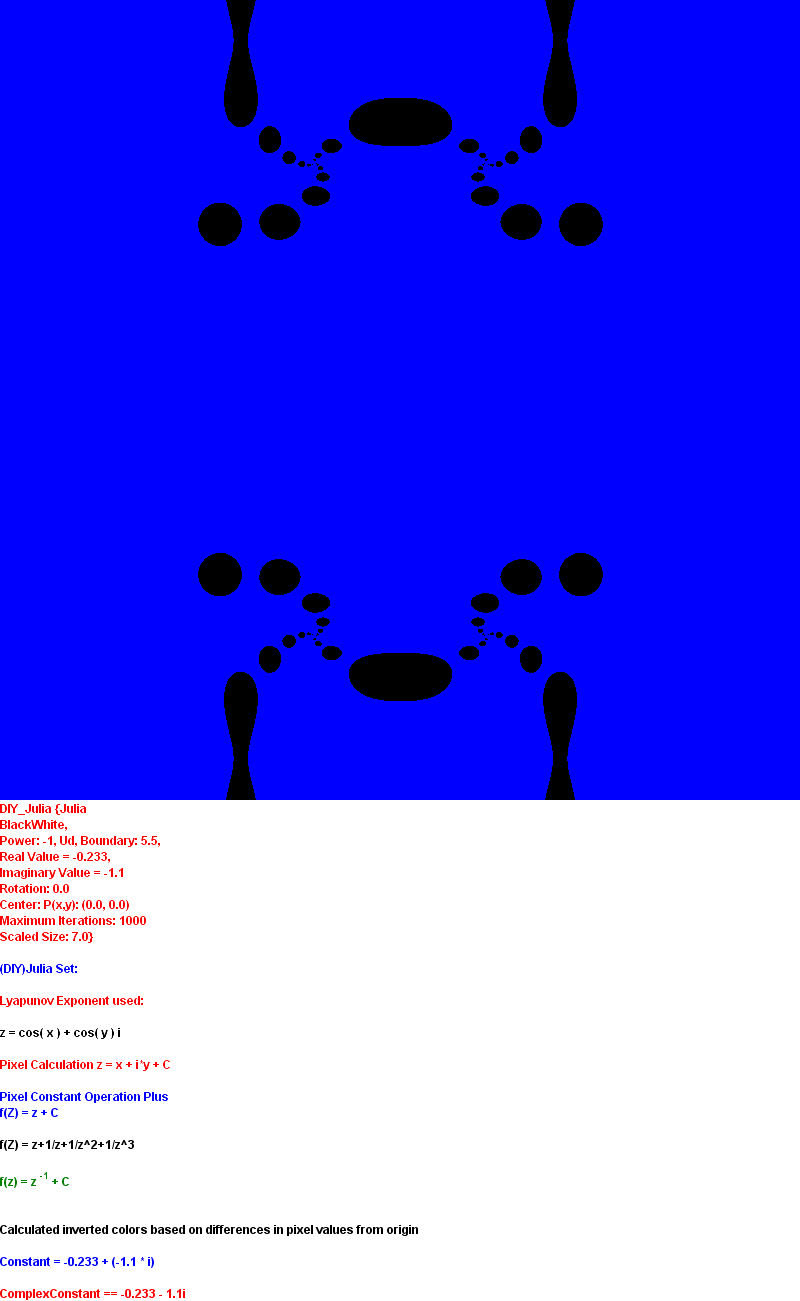 DIY_Julia {Julia
BlackWhite,
Power: -1, Ud, Boundary: 5.5,
Real Value = -0.233,
Imaginary Value = -1.1
Rotation: 0.0
Center: P(x,y): (0.0, 0.0)
Maximum Iterations: 1000
Scaled Size: 7.0}
(DIY)Julia Set:
Lyapunov Exponent used:
z = cos( x ) + cos( y ) i
Pixel Calculation z = x + i*y + C
Pixel Constant Operation Plus
f(Z) = z + C
f(Z) = z+1/z+1/z^2+1/z^3
f(z) = z -1 + C
Calculated inverted colors based on differences in pixel values from origin
Constant = -0.233 + (-1.1 * i)
ComplexConstant == -0.233 - 1.1i